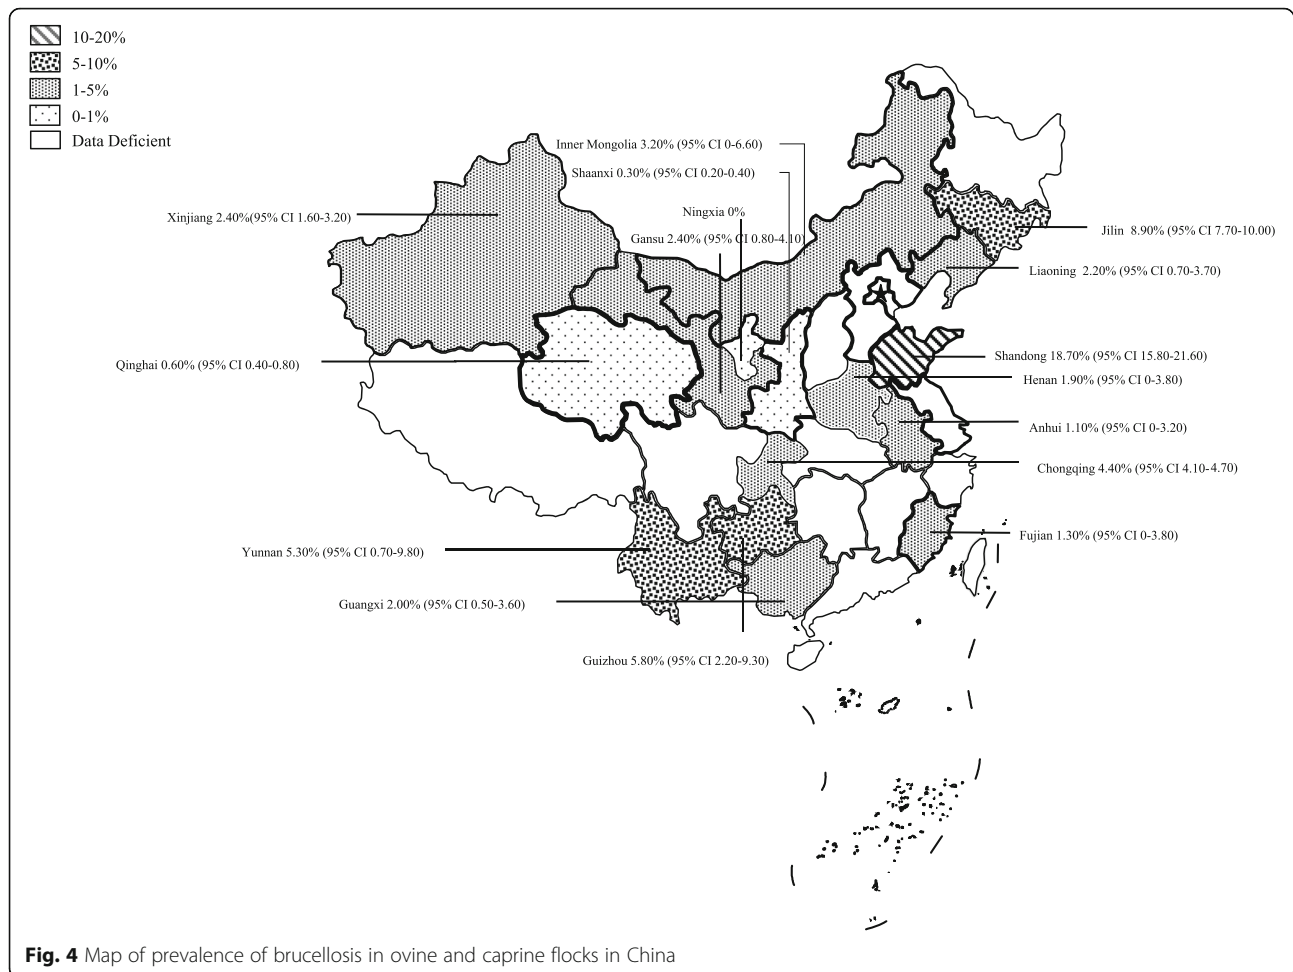 10-20%
5-10%
1-5%
0-1%
Data Deficient
Inner Mongolia 3.20% (95% CI 0-6.60)
Shaanxi 0.30% (95% CI 0.20-0.40)
Ningxia 0%
Xinjiang 2.40%(95% CI 1.60-3.20)
Gansu 2.40% (95% CI 0.80-4.10)
Jilin 8.90% (95% CI 7.70-10.00)
Liaoning 2.20% (95% CI 0.70-3.70)
Shandong 18.70% (95% CI 15.80-21.60)
Qinghai 0.60% (95% CI 0.40-0.80)
Henan 1.90% (95% CI 0-3.80)
Anhui 1.10% (95% CI 0-3.20)
Chongqing 4.40% (95% CI 4.10-4.70)
Fujian 1.30% (95% CI 0-3.80)
Yunnan 5.30% (95% CI 0.70-9.80)
Guangxi 2.00% (95% CI 0.50-3.60)
Guizhou 5.80% (95% CI 2.20-9.30)
Fig. 4 Map of prevalence of brucellosis in ovine and caprine flocks in China